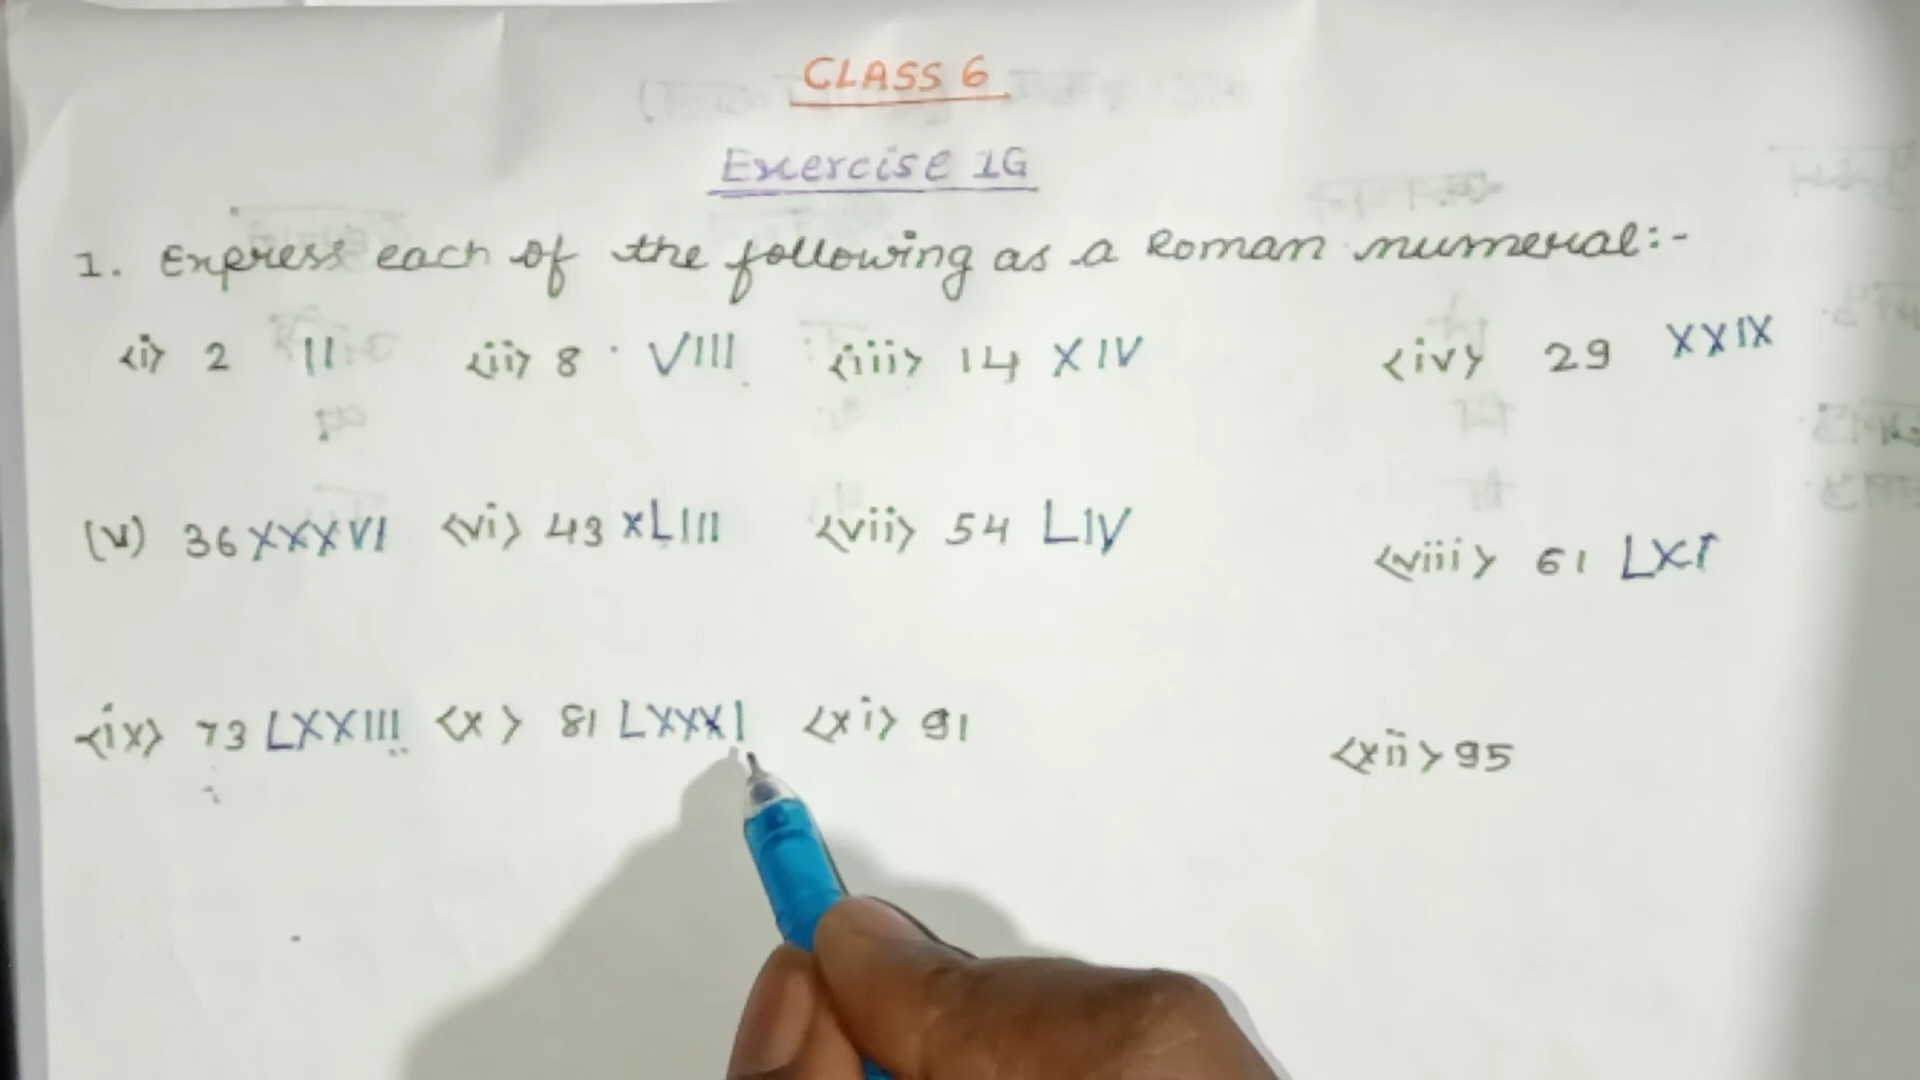 CLASS 6
Exercise 1G
1. Express each of the following as a Roman numeral:-
<i> 2 II <ii> 8 VIII <iii> 14 XIV <iv> 29 XXIX
(v) 36 XXXVI <vi> 43 XLIII <vii> 54 LIV <viii> 61 LXI
<ix> 73 LXXIII <x> 81 LXXXI <xi> 91 <xii> 95